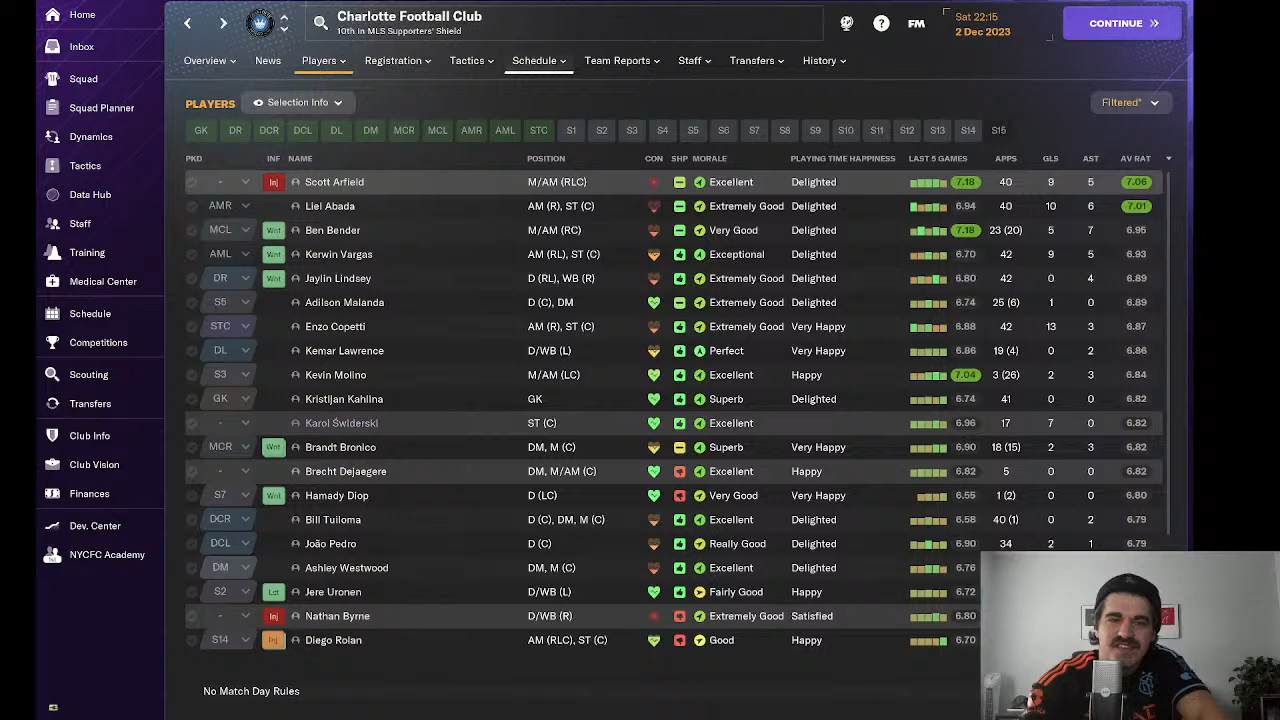 Home
Inbox
Squad
Squad Planner
Dynamics
Tactics
Data Hub
Staff
Training
Medical Center
Schedule
Competitions
Scouting
Transfers
Club Info
Club Vision
Finances
Dev. Center
NYCFC Academy
Charlotte Football Club
10th in MLS Supporters' Shield
FM
Sat 22:15
2 Dec 2023
CONTINUE
Overview News Players Registration Tactics Schedule Team Reports Staff Transfers History
PLAYERS Selection Info Filtered*
GK DR DCR DCL DL DM MCR MCL AMR AML STC S1 S2 S3 S4 S5 S6 S7 S8 S9 S10 S11 S12 S13 S14 S15
PKD INF NAME POSITION CON SHP MORALE PLAYING TIME HAPPINESS LAST 5 GAMES APPS GLS AST AV RAT
- Inj Scott Arfield M/AM (RLC) Excellent Delighted 7.18 40 9 5 7.06
AMR Liel Abada AM (R), ST (C) Extremely Good Delighted 6.94 40 10 6 7.01
MCL Wnt Ben Bender M/AM (RC) Very Good Delighted 7.18 23 (20) 5 7 6.95
AML Wnt Kerwin Vargas AM (RL), ST (C) Exceptional Delighted 6.70 42 9 5 6.93
DR Wnt Jaylin Lindsey D (RL), WB (R) Extremely Good Delighted 6.80 42 0 4 6.89
S5 Adilson Malanda D (C), DM Extremely Good Delighted 6.74 25 (6) 1 0 6.89
STC Enzo Copetti AM (R), ST (C) Extremely Good Very Happy 6.88 42 13 3 6.87
DL Kemar Lawrence D/WB (L) Perfect Very Happy 6.86 19 (4) 0 2 6.86
S3 Kevin Molino M/AM (LC) Excellent Happy 7.04 3 (26) 2 3 6.84
GK Kristijan Kahlina GK Superb Delighted 6.74 41 0 0 6.82
- Karol Świderski ST (C) Excellent 6.96 17 7 0 6.82
MCR Wnt Brandt Bronico DM, M (C) Superb Very Happy 6.90 18 (15) 2 3 6.82
- Brecht Dejaegere DM, M/AM (C) Excellent Happy 6.82 5 0 0 6.82
S7 Wnt Hamady Diop D (LC) Very Good Very Happy 6.55 1 (2) 0 0 6.80
DCR Bill Tuiloma D (C), DM, M (C) Excellent Delighted 6.58 40 (1) 0 2 6.79
DCL João Pedro D (C) Really Good Delighted 6.90 34 2 1 6.79
DM Ashley Westwood DM, M (C) Excellent Delighted 6.76
S2 Lst Jere Uronen D/WB (L) Fairly Good Happy 6.72
- Inj Nathan Byrne D/WB (R) Extremely Good Satisfied 6.80
S14 Inj Diego Rolan AM (RLC), ST (C) Good Happy 6.70
No Match Day Rules